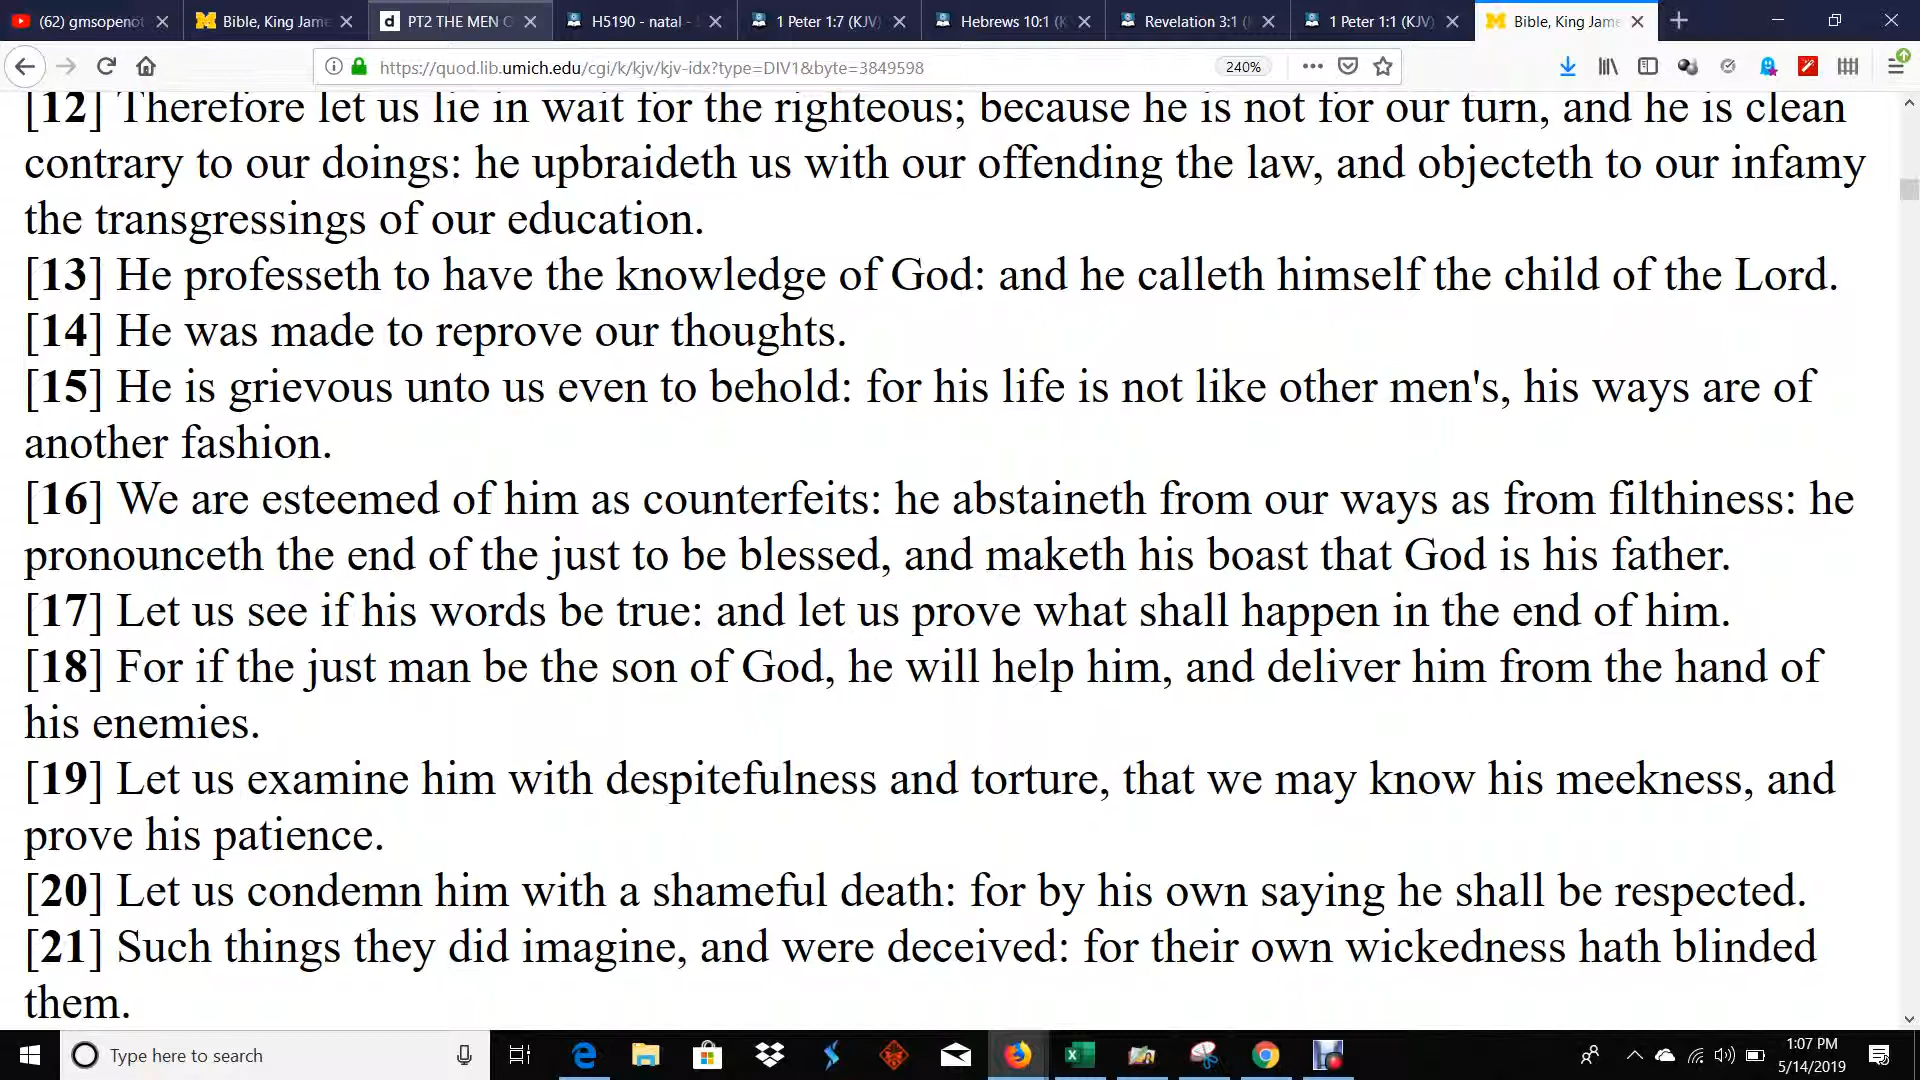 (62) gmsopenot
Bible, King Jame
PT2 THE MEN O
H5190 - natal -
1 Peter 1:7 (KJV)
Hebrews 10:1 (K
Revelation 3:1 (
1 Peter 1:1 (KJV)
Bible, King Jame
https://quod.lib.umich.edu/cgi/k/kjv/kjv-idx?type=DIV1&byte=3849598
240%
[12] Therefore let us lie in wait for the righteous; because he is not for our turn, and he is clean
contrary to our doings: he upbraideth us with our offending the law, and objecteth to our infamy
the transgressings of our education.
[13] He professeth to have the knowledge of God: and he calleth himself the child of the Lord.
[14] He was made to reprove our thoughts.
[15] He is grievous unto us even to behold: for his life is not like other men's, his ways are of
another fashion.
[16] We are esteemed of him as counterfeits: he abstaineth from our ways as from filthiness: he
pronounceth the end of the just to be blessed, and maketh his boast that God is his father.
[17] Let us see if his words be true: and let us prove what shall happen in the end of him.
[18] For if the just man be the son of God, he will help him, and deliver him from the hand of
his enemies.
[19] Let us examine him with despitefulness and torture, that we may know his meekness, and
prove his patience.
[20] Let us condemn him with a shameful death: for by his own saying he shall be respected.
[21] Such things they did imagine, and were deceived: for their own wickedness hath blinded
them.
Type here to search
1:07 PM
5/14/2019